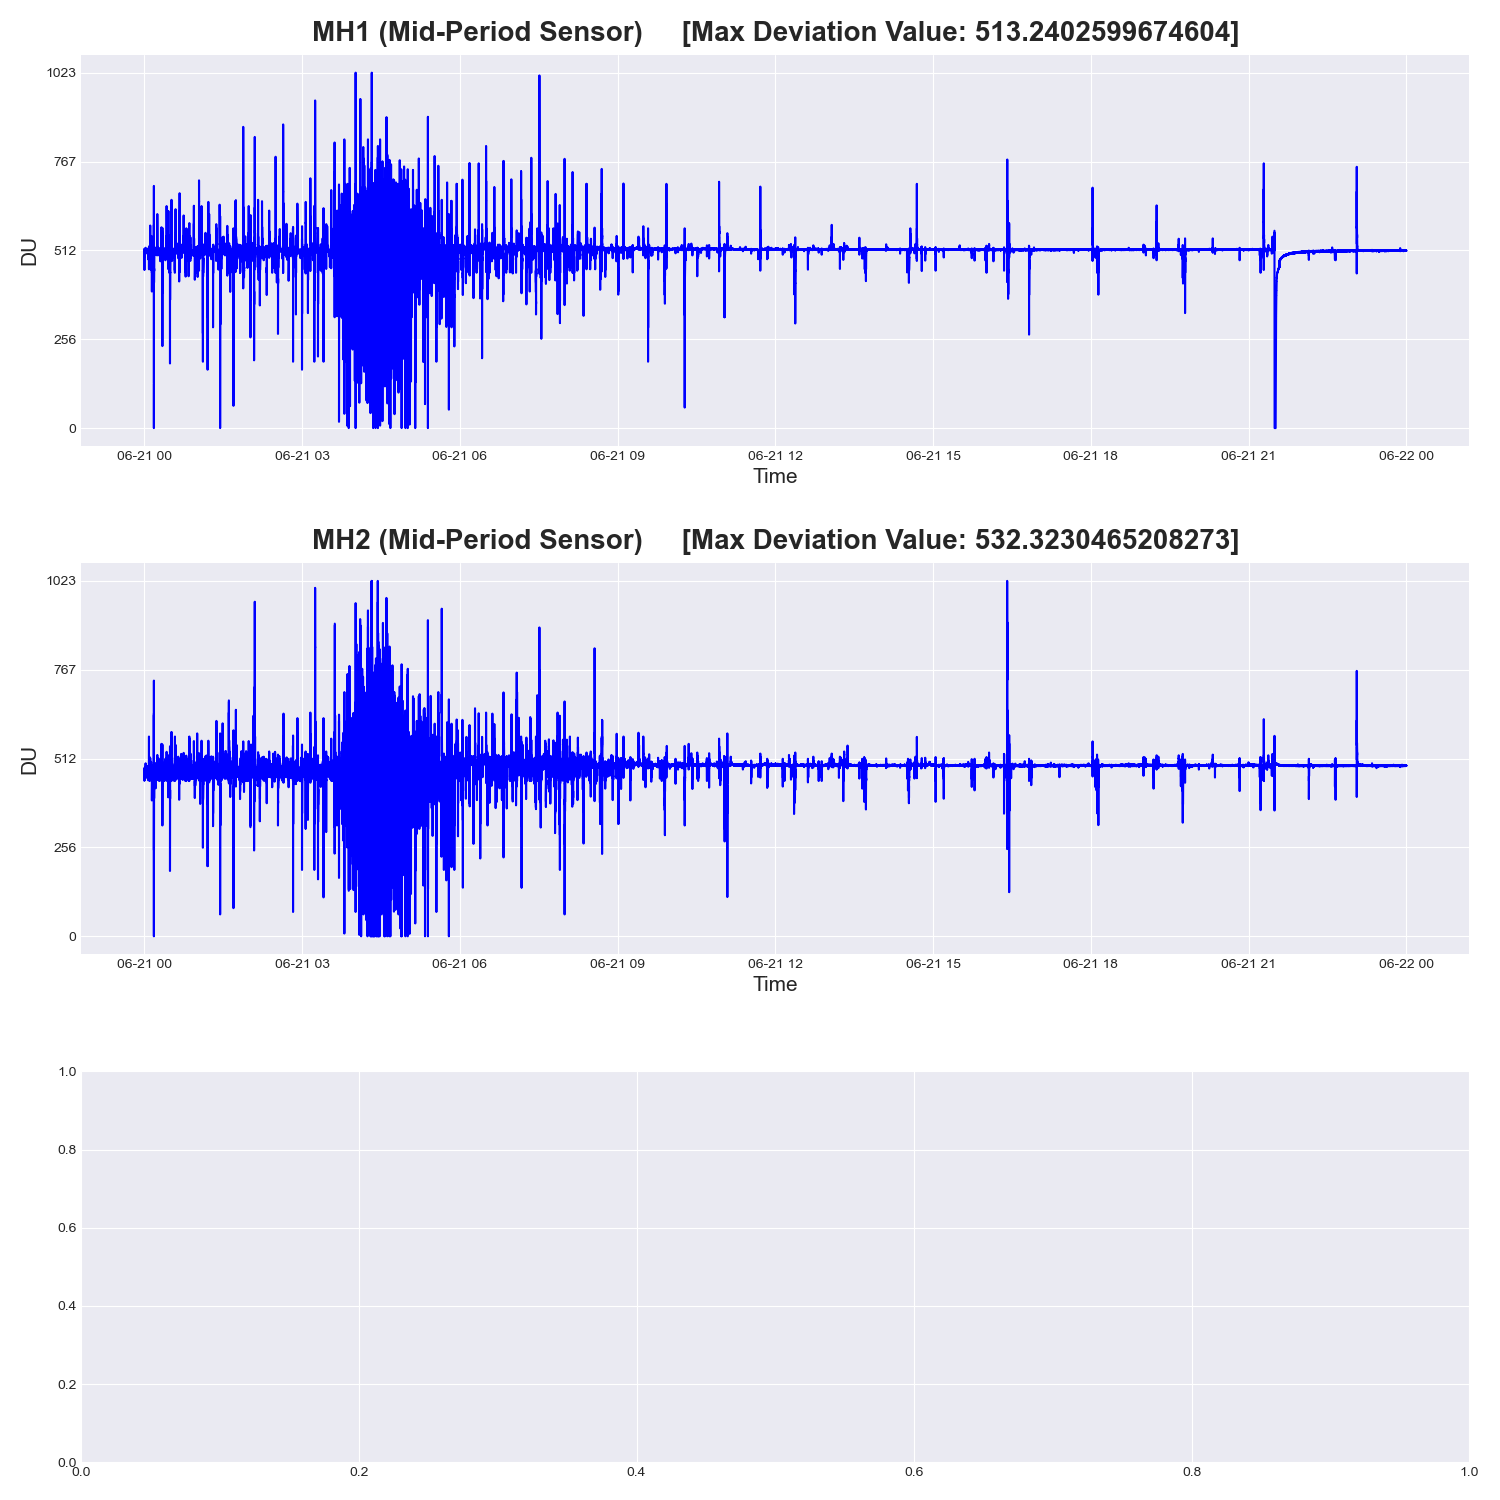 MH1 (Mid-Period Sensor) [Max Deviation Value: 513.2402599674604]
1023
767
512
256
0
DU
06-21 00 06-21 03 06-21 06 06-21 09 06-21 12 06-21 15 06-21 18 06-21 21 06-22 00
Time
MH2 (Mid-Period Sensor) [Max Deviation Value: 532.3230465208273]
1023
767
512
256
0
DU
06-21 00 06-21 03 06-21 06 06-21 09 06-21 12 06-21 15 06-21 18 06-21 21 06-22 00
Time
1.0
0.8
0.6
0.4
0.2
0.0
0.0 0.2 0.4 0.6 0.8 1.0